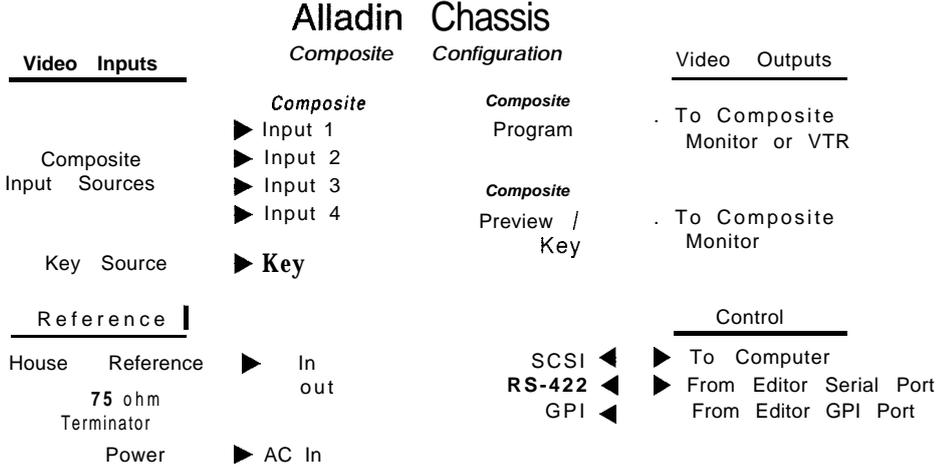 Alladin Chassis
Composite Configuration
Video Inputs
Composite
Input 1
Input 2
Input 3
Input 4
Composite
Input Sources
Key Source
Key
Reference
House Reference
In
out
75 ohm
Terminator
Power
AC In
Video Outputs
Composite
Program
. To Composite
Monitor or VTR
Composite
Preview /
Key
. To Composite
Monitor
Control
SCSI
To Computer
RS-422
From Editor Serial Port
GPI
From Editor GPI Port